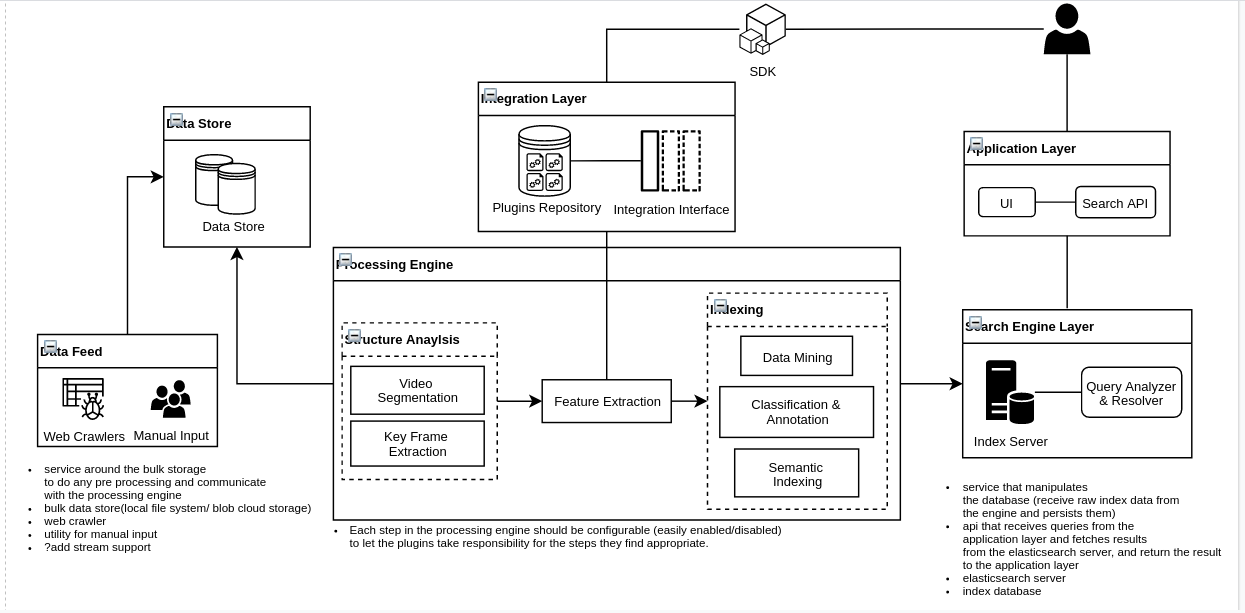 SDK
Integration Layer
Plugins Repository
Integration Interface
Data Store
Data Store
Application Layer
UI
Search API
Processing Engine
Structure Anaylsis
Video
Segmentation
Key Frame
Extraction
Feature Extraction
Indexing
Data Mining
Classification &
Annotation
Semantic
Indexing
Data Feed
Web Crawlers
Manual Input
Search Engine Layer
Query Analyzer
& Resolver
Index Server
• service around the bulk storage
to do any pre processing and communicate
with the processing engine
• bulk data store(local file system/ blob cloud storage)
• web crawler
• utility for manual input
• ?add stream support
• Each step in the processing engine should be configurable (easily enabled/disabled)
to let the plugins take responsibility for the steps they find appropriate.
• service that manipulates
the database (receive raw index data from
the engine and persists them)
• api that receives queries from the
application layer and fetches results
from the elasticsearch server, and return the result
to the application layer
• elasticsearch server
• index database